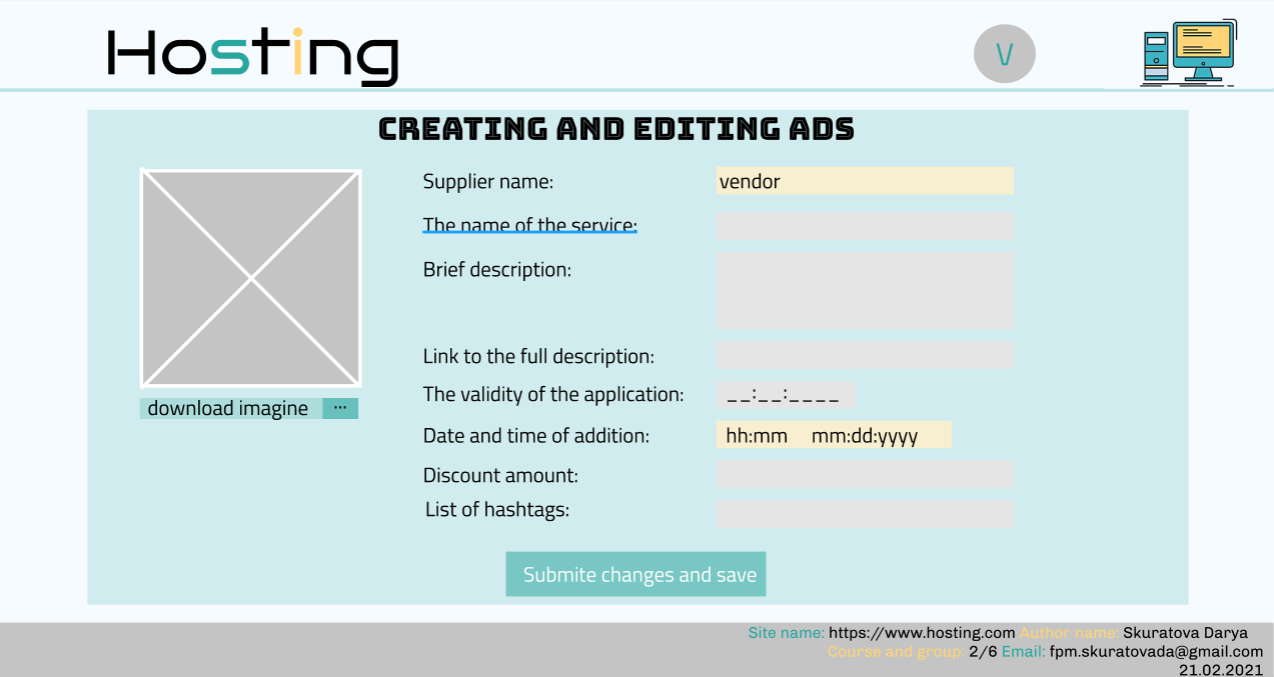 Hosting
V
CREATING AND EDITING ADS
Supplier name: vendor
The name of the service:
Brief description:
Link to the full description:
The validity of the application: __:__:____
download imagine ...
Date and time of addition: hh:mm mm:dd:yyyy
Discount amount:
List of hashtags:
Submite changes and save
Site name: https://www.hosting.com Author name: Skuratova Darya
Course and group: 2/6 Email: fpm.skuratovada@gmail.com
21.02.2021